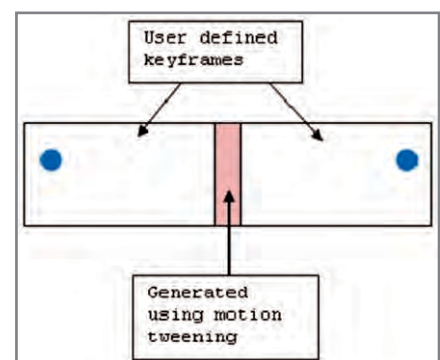 User defined
keyframes
Generated
using motion
tweening